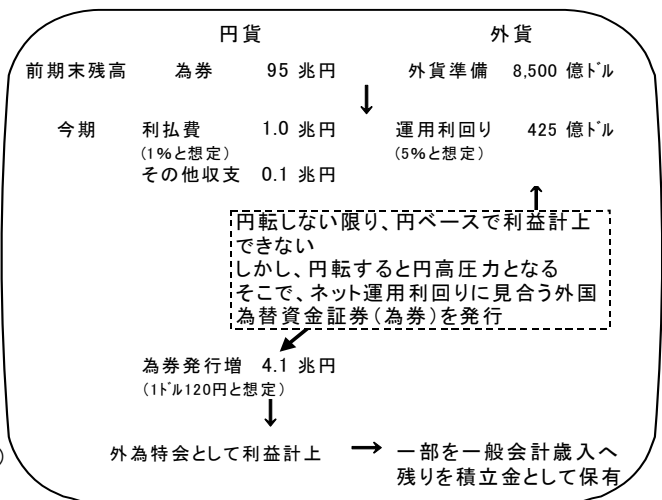 円貨 外貨
前期末残高 為券 95 兆円 外貨準備 8,500 億ﾄﾞﾙ
↓
今期 利払費 1.0 兆円 運用利回り 425 億ﾄﾞﾙ
(1%と想定) (5%と想定)
その他収支 0.1 兆円
↑
円転しない限り、円ベースで利益計上
できない
しかし、円転すると円高圧力となる
そこで、ネット運用利回りに見合う外国
為替資金証券(為券)を発行
為券発行増 4.1 兆円
(1ﾄﾞﾙ120円と想定)
↓
) 外為特会として利益計上 → 一部を一般会計歳入へ
残りを積立金として保有